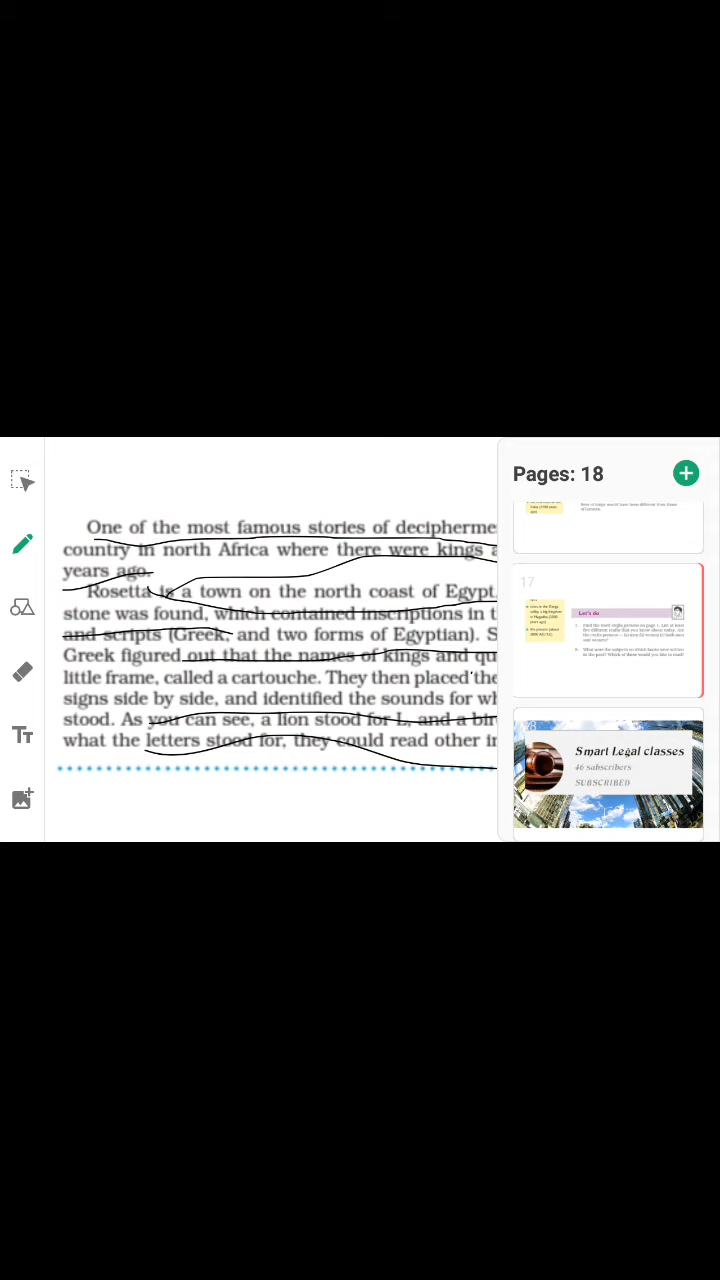 Pages: 18
One of the most famous stories of decipherme
country in north Africa where there were kings a
years ago.
Rosetta is a town on the north coast of Egypt.
stone was found, which contained inscriptions in t
and scripts (Greek, and two forms of Egyptian). S
Greek figured out that the names of kings and qu
little frame, called a cartouche. They then placed the
signs side by side, and identified the sounds for wh
stood. As you can see, a lion stood for L, and a bir
what the letters stood for, they could read other in
Tт
17
Let's do
18
Smart Legal classes
46 subscribers
SUBSCRIBED